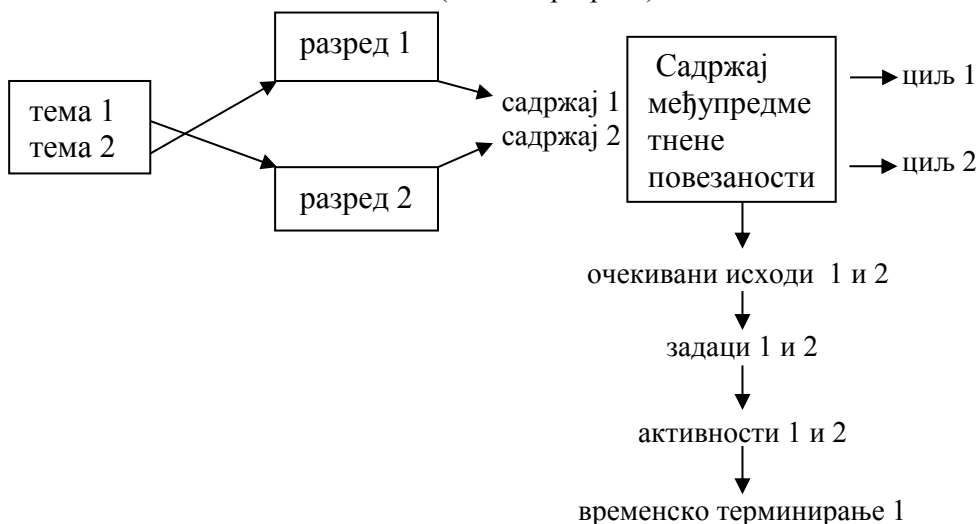 разред 1
тема 1
тема 2
разред 2
садржај 1
садржај 2
Садржај
међупредме
тнене
повезаности
циљ 1
циљ 2
очекивани исходи 1 и 2
задаци 1 и 2
активности 1 и 2
временско терминирање 1